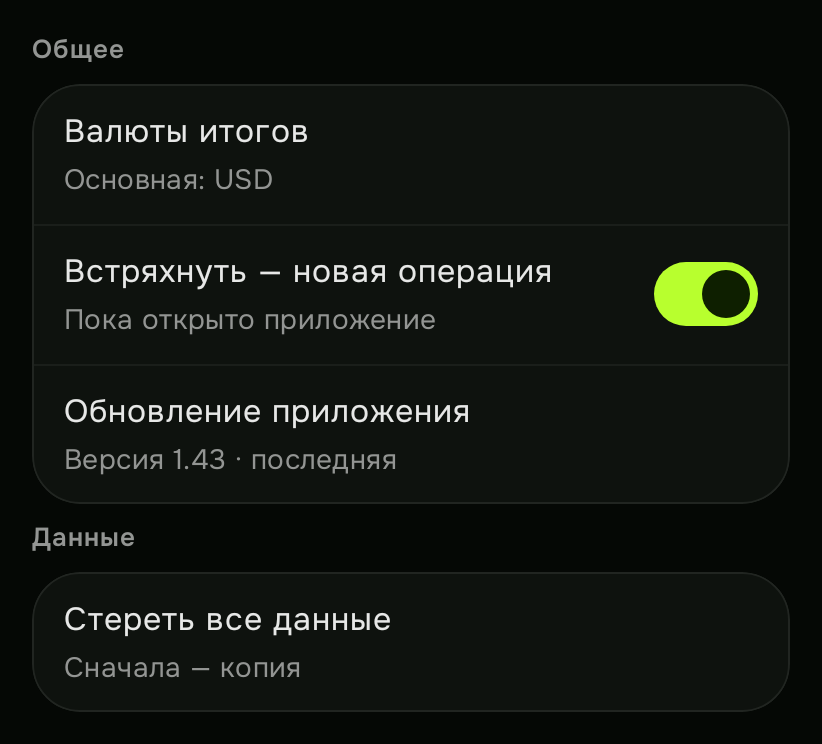 Общее
Валюты итогов
Основная: USD
Встряхнуть — новая операция
Пока открыто приложение
Обновление приложения
Версия 1.43 · последняя
Данные
Стереть все данные
Сначала — копия